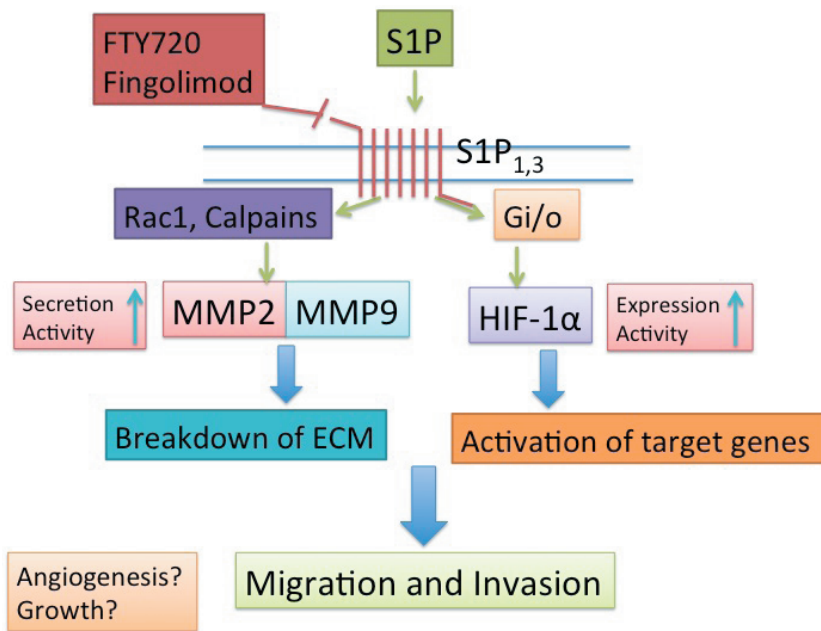 FTY720
Fingolimod
S1P
S1P1,3
Rac1, Calpains
Gi/o
Secretion
Activity
MMP2
MMP9
HIF-1α
Expression
Activity
Breakdown of ECM
Activation of target genes
Angiogenesis?
Growth?
Migration and Invasion